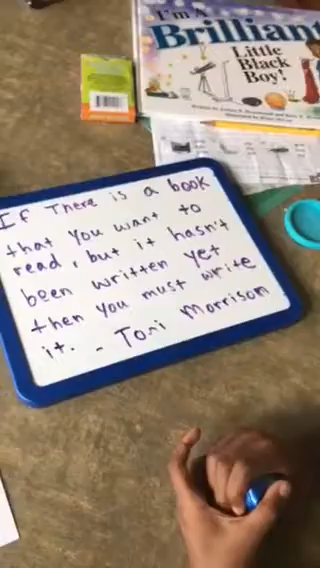 I'm a
Brilliant
Little
Black
Boy!
If There is a book
that you want to
read, but it hasn't
been written yet
then you must write
it. - Toni Morrison